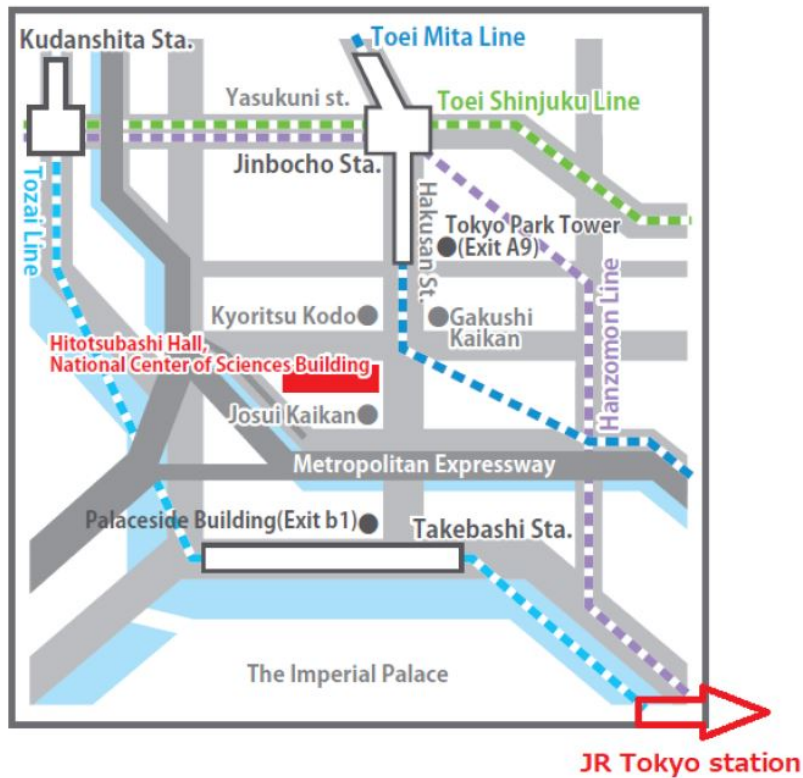 Kudanshita Sta.
Toei Mita Line
Yasukuni st.
Toei Shinjuku Line
Jinbocho Sta.
Tozai Line
Hakusan St.
Tokyo Park Tower
(Exit A9)
Hanzomon Line
Kyoritsu Kodo
Gakushi
Kaikan
Hitotsubashi Hall,
National Center of Sciences Building
Josui Kaikan
Metropolitan Expressway
Palaceside Building(Exit b1)
Takebashi Sta.
The Imperial Palace
JR Tokyo station